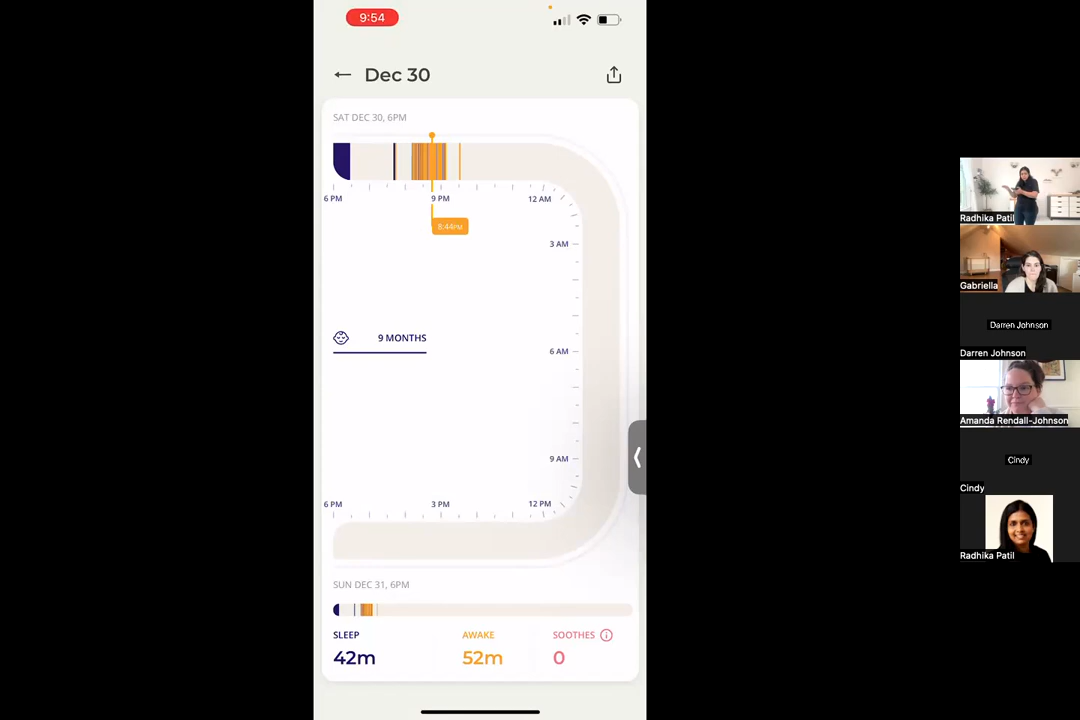 9:54
Dec 30
SAT DEC 30, 6PM
6 PM
9 PM
12 AM
8:44PM
3 AM
9 MONTHS
6 AM
9 AM
6 PM
3 PM
12 PM
SUN DEC 31, 6PM
SLEEP
AWAKE
SOOTHES
42m
52m
0
Radhika Patil
Gabriella
Darren Johnson
Darren Johnson
Amanda Rendall-Johnson
Cindy
Cindy
Radhika Patil